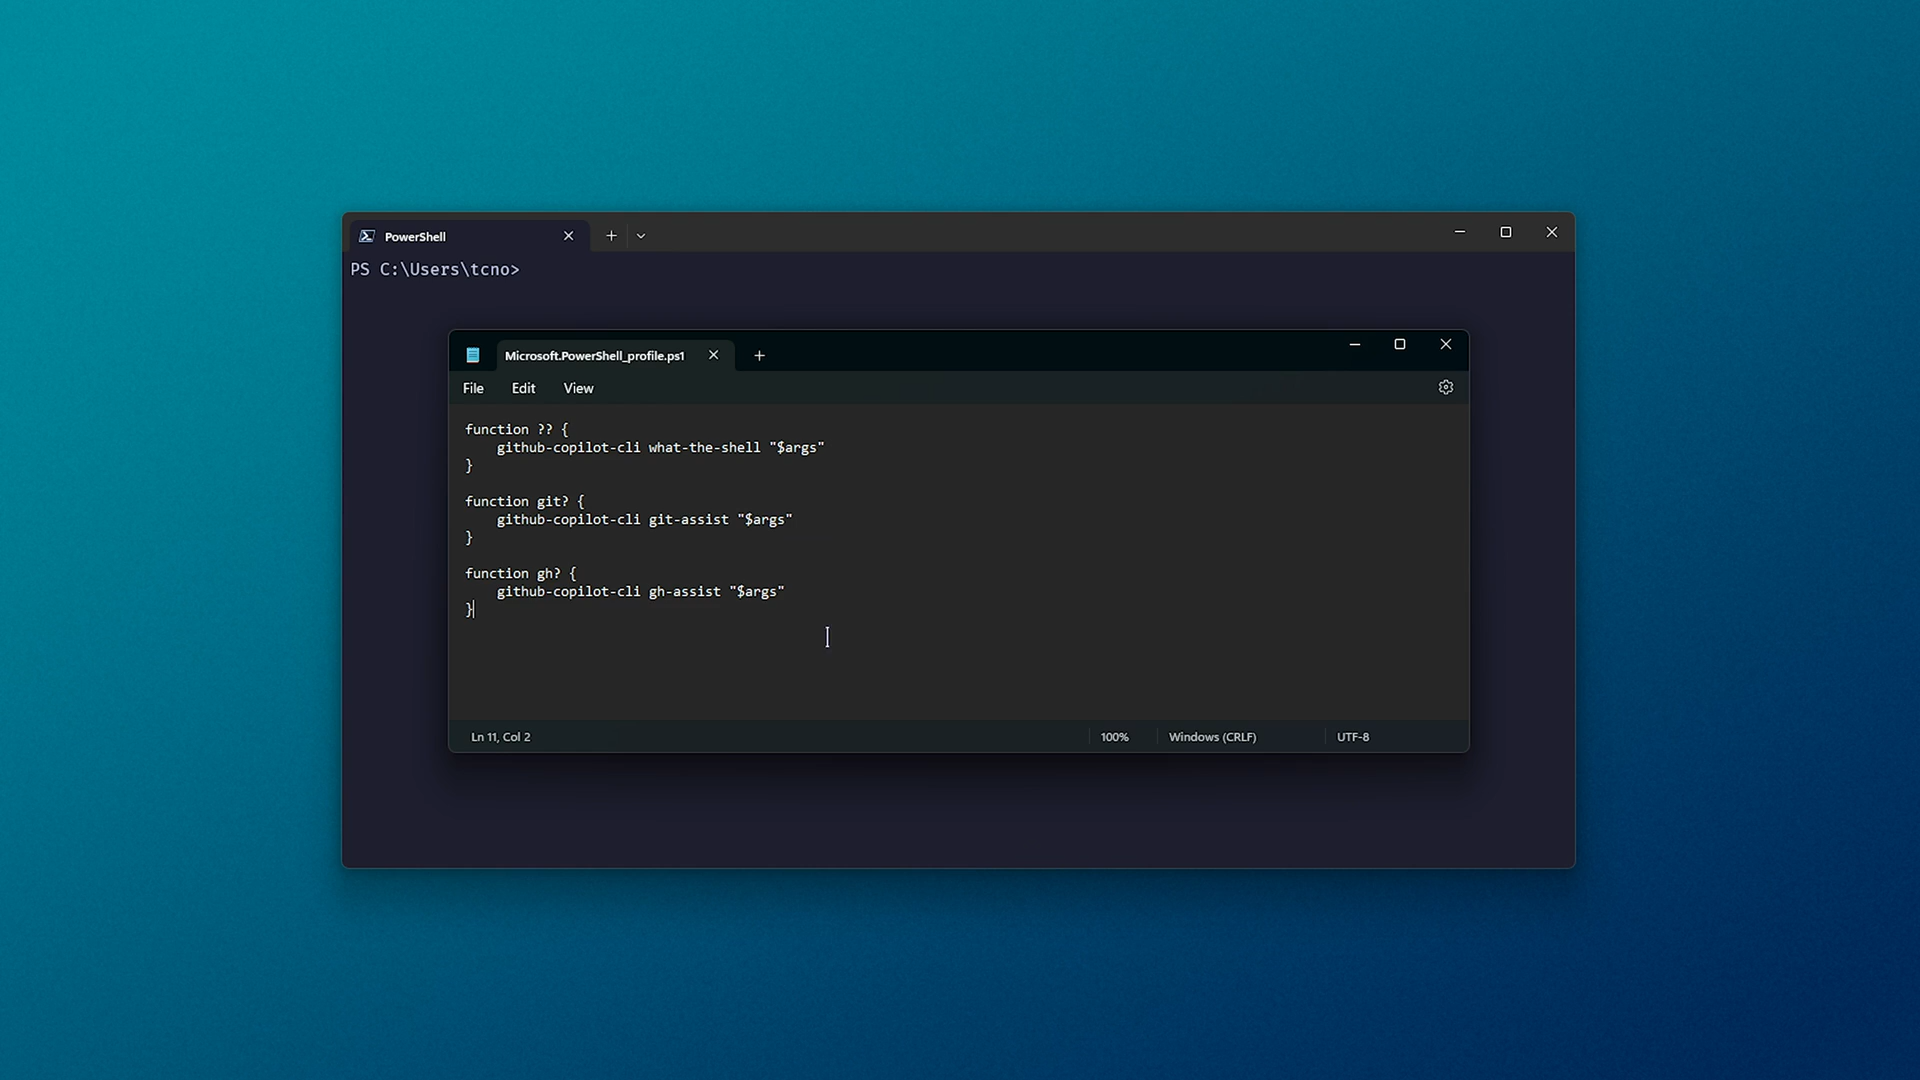 PowerShell
PS C:\Users\tcno>
Microsoft.PowerShell_profile.ps1
File Edit View
function ?? {
    github-copilot-cli what-the-shell "$args"
}
function git? {
    github-copilot-cli git-assist "$args"
}
function gh? {
    github-copilot-cli gh-assist "$args"
}
Ln 11, Col 2 100% Windows (CRLF) UTF-8